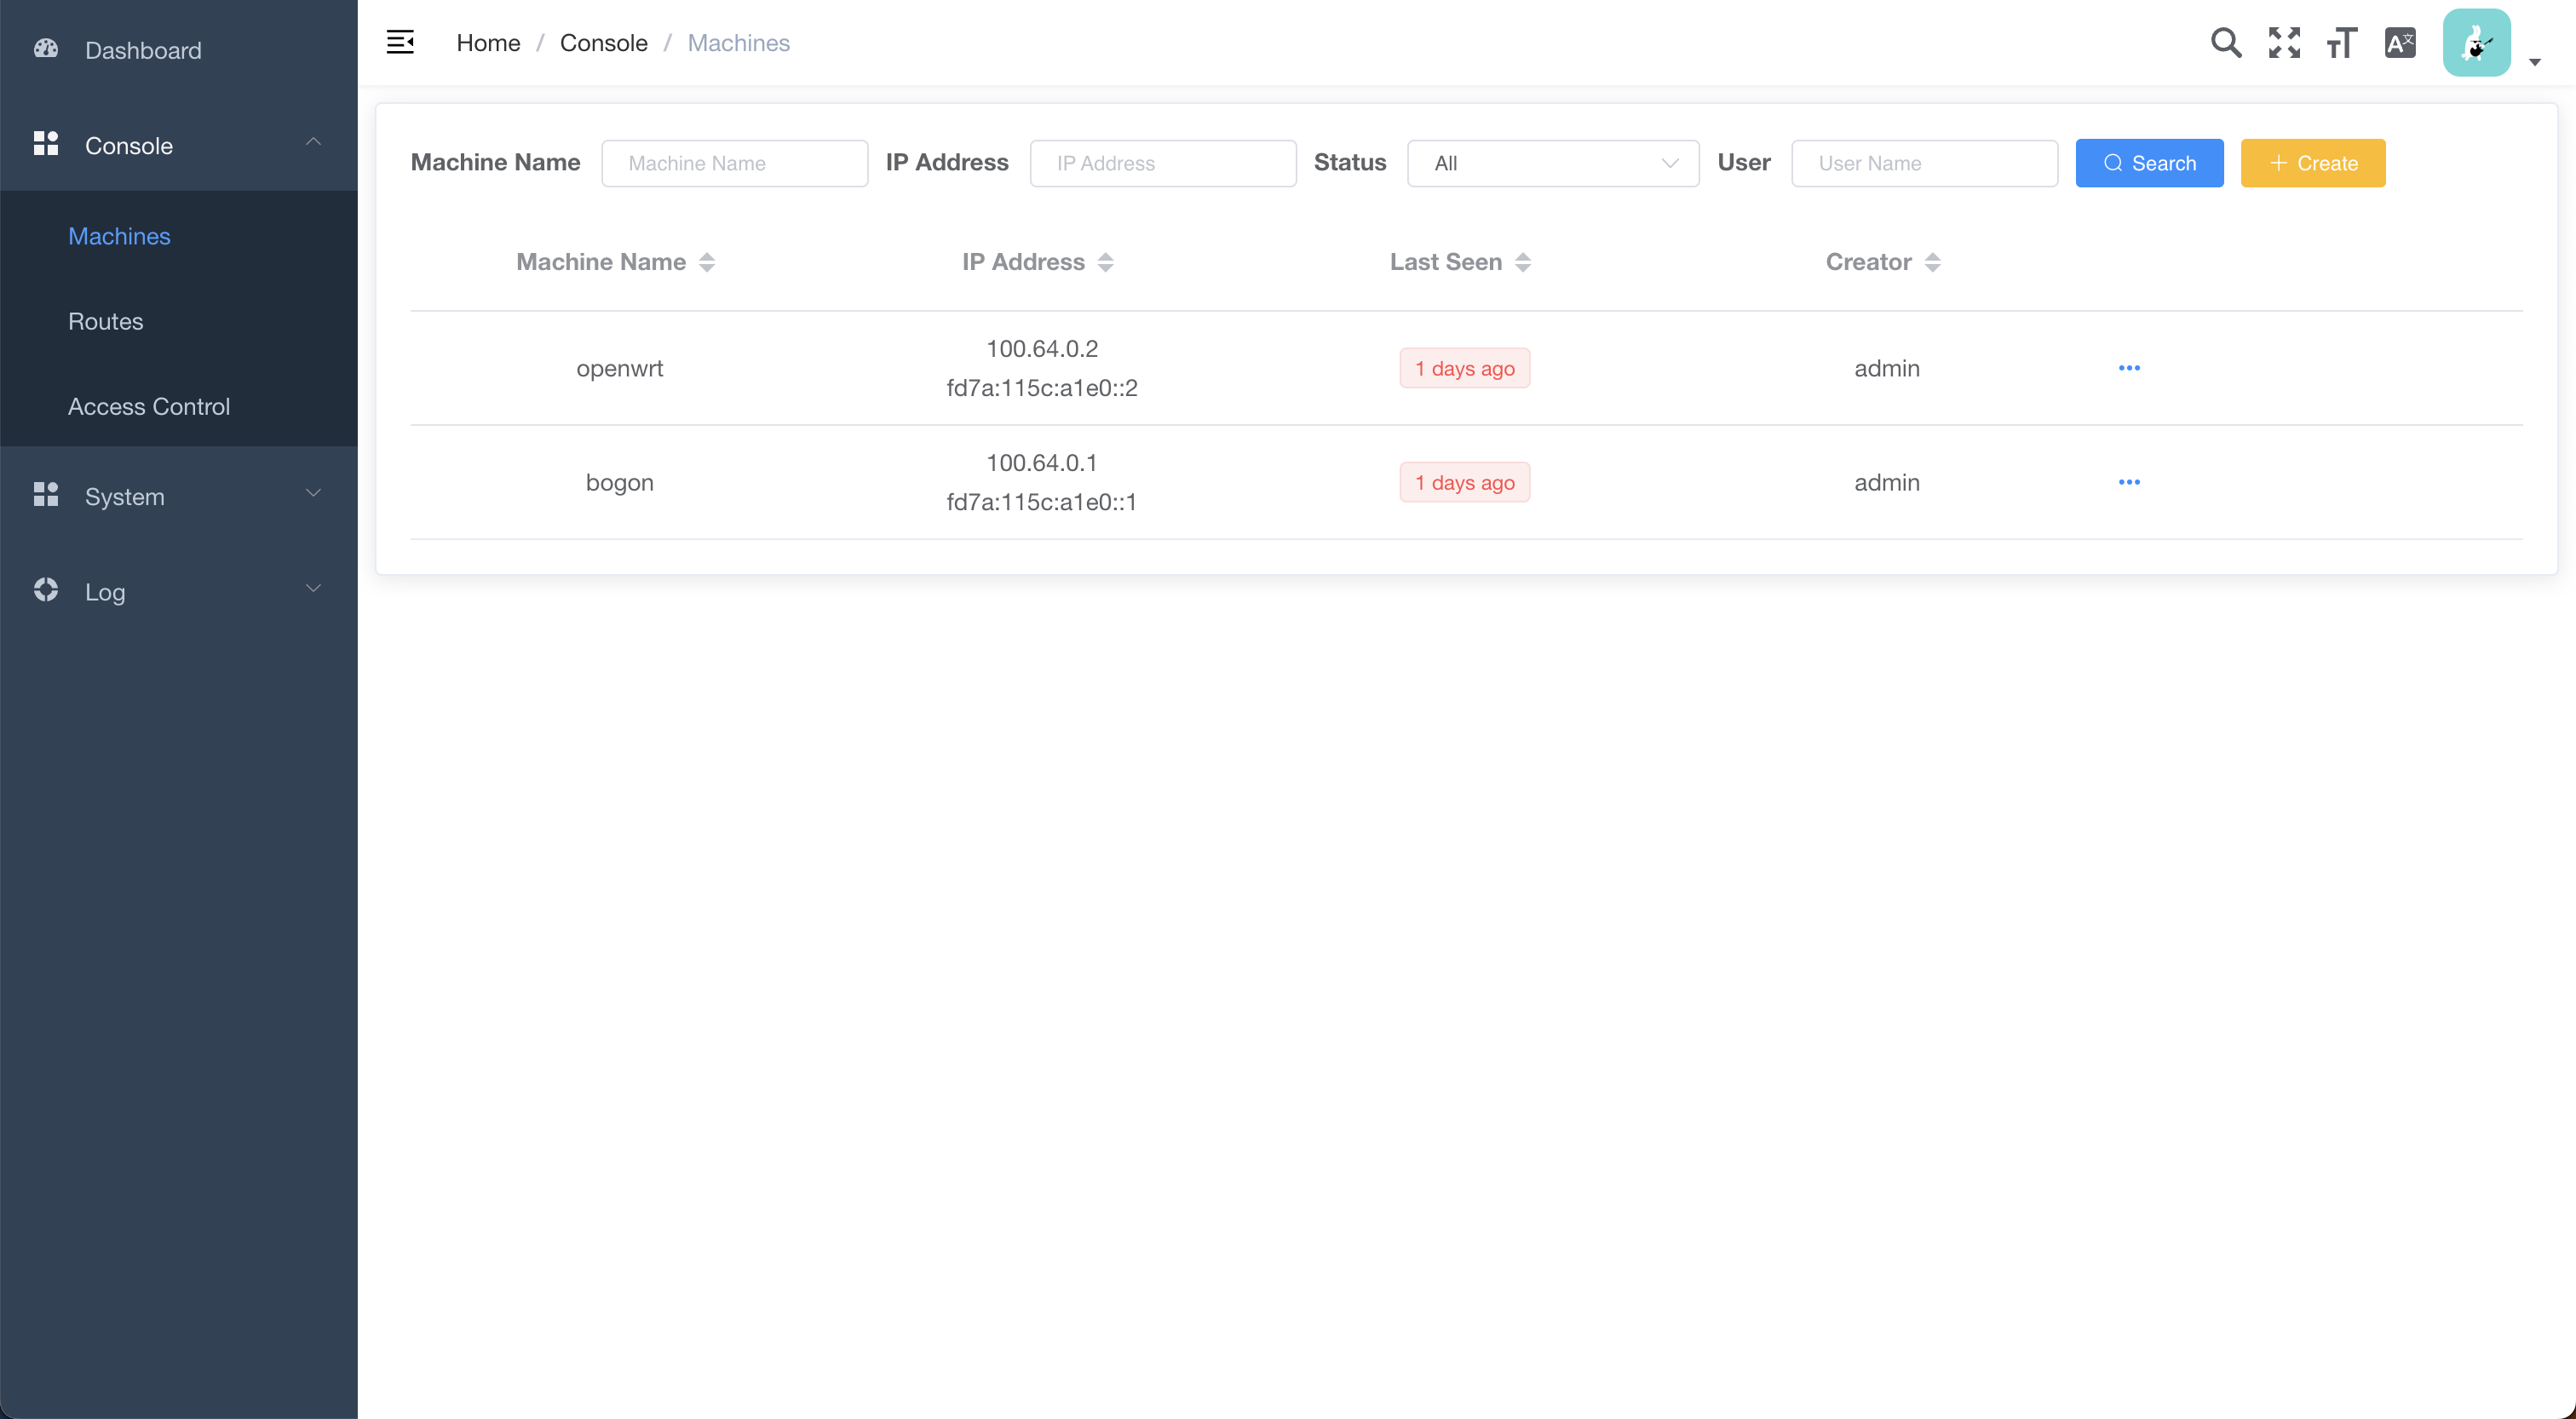 Dashboard
Console
Machines
Routes
Access Control
System
Log
Home / Console / Machines
Machine Name Machine Name IP Address IP Address Status All User User Name Search + Create
Machine Name IP Address Last Seen Creator
openwrt 100.64.0.2 1 days ago admin •••
fd7a:115c:a1e0::2
bogon 100.64.0.1 1 days ago admin •••
fd7a:115c:a1e0::1